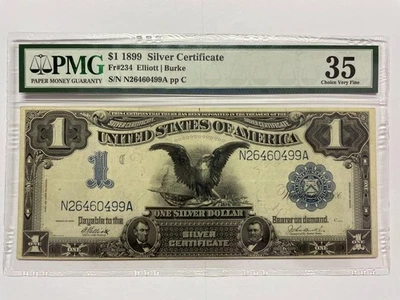 PMG
PAPER MONEY GUARANTY
$1 1899 Silver Certificate
Fr#234 Elliott | Burke
S/N N26460499A pp C
35
Choice Very Fine
1
1
UNITED STATES OF AMERICA
1
N26460499A
N26460499A
Payable to the
ONE SILVER DOLLAR
Bearer on demand.
SILVER
CERTIFICATE
ONE
ONE